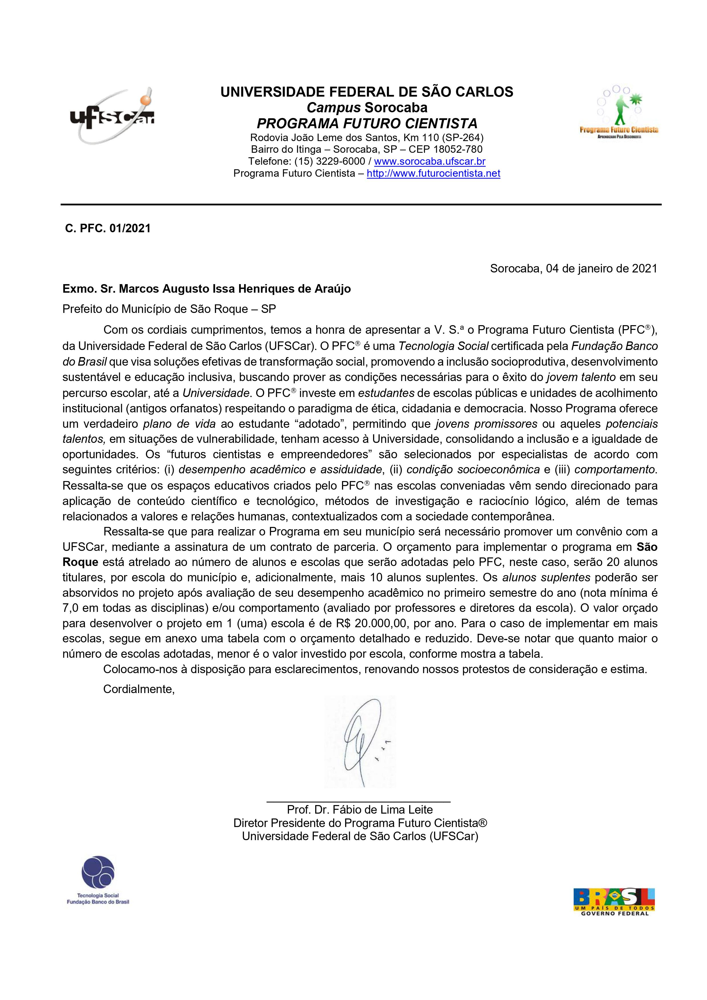 ufscar
UNIVERSIDADE FEDERAL DE SÃO CARLOS
Campus Sorocaba
PROGRAMA FUTURO CIENTISTA
Rodovia João Leme dos Santos, Km 110 (SP-264)
Bairro do Itinga – Sorocaba, SP – CEP 18052-780
Telefone: (15) 3229-6000 / www.sorocaba.ufscar.br
Programa Futuro Cientista – http://www.futurocientista.net
Programa Futuro Cientista
APRENDIZADO PELA DESCOBERTA
C. PFC. 01/2021
Sorocaba, 04 de janeiro de 2021
Exmo. Sr. Marcos Augusto Issa Henriques de Araújo
Prefeito do Município de São Roque – SP
Com os cordiais cumprimentos, temos a honra de apresentar a V. S.ª o Programa Futuro Cientista (PFC®),
da Universidade Federal de São Carlos (UFSCar). O PFC® é uma Tecnologia Social certificada pela Fundação Banco
do Brasil que visa soluções efetivas de transformação social, promovendo a inclusão socioprodutiva, desenvolvimento
sustentável e educação inclusiva, buscando prover as condições necessárias para o êxito do jovem talento em seu
percurso escolar, até a Universidade. O PFC® investe em estudantes de escolas públicas e unidades de acolhimento
institucional (antigos orfanatos) respeitando o paradigma de ética, cidadania e democracia. Nosso Programa oferece
um verdadeiro plano de vida ao estudante “adotado”, permitindo que jovens promissores ou aqueles potenciais
talentos, em situações de vulnerabilidade, tenham acesso à Universidade, consolidando a inclusão e a igualdade de
oportunidades. Os “futuros cientistas e empreendedores” são selecionados por especialistas de acordo com
seguintes critérios: (i) desempenho acadêmico e assiduidade, (ii) condição socioeconômica e (iii) comportamento.
Ressalta-se que os espaços educativos criados pelo PFC® nas escolas conveniadas vêm sendo direcionado para
aplicação de conteúdo científico e tecnológico, métodos de investigação e raciocínio lógico, além de temas
relacionados a valores e relações humanas, contextualizados com a sociedade contemporânea.
Ressalta-se que para realizar o Programa em seu município será necessário promover um convênio com a
UFSCar, mediante a assinatura de um contrato de parceria. O orçamento para implementar o programa em São
Roque está atrelado ao número de alunos e escolas que serão adotadas pelo PFC, neste caso, serão 20 alunos
titulares, por escola do município e, adicionalmente, mais 10 alunos suplentes. Os alunos suplentes poderão ser
absorvidos no projeto após avaliação de seu desempenho acadêmico no primeiro semestre do ano (nota mínima é
7,0 em todas as disciplinas) e/ou comportamento (avaliado por professores e diretores da escola). O valor orçado
para desenvolver o projeto em 1 (uma) escola é de R$ 20.000,00, por ano. Para o caso de implementar em mais
escolas, segue em anexo uma tabela com o orçamento detalhado e reduzido. Deve-se notar que quanto maior o
número de escolas adotadas, menor é o valor investido por escola, conforme mostra a tabela.
Colocamo-nos à disposição para esclarecimentos, renovando nossos protestos de consideração e estima.
Cordialmente,
Prof. Dr. Fábio de Lima Leite
Diretor Presidente do Programa Futuro Cientista®
Universidade Federal de São Carlos (UFSCar)
Tecnologia Social
Fundação Banco do Brasil
BRASIL
UM PAÍS DE TODOS
GOVERNO FEDERAL